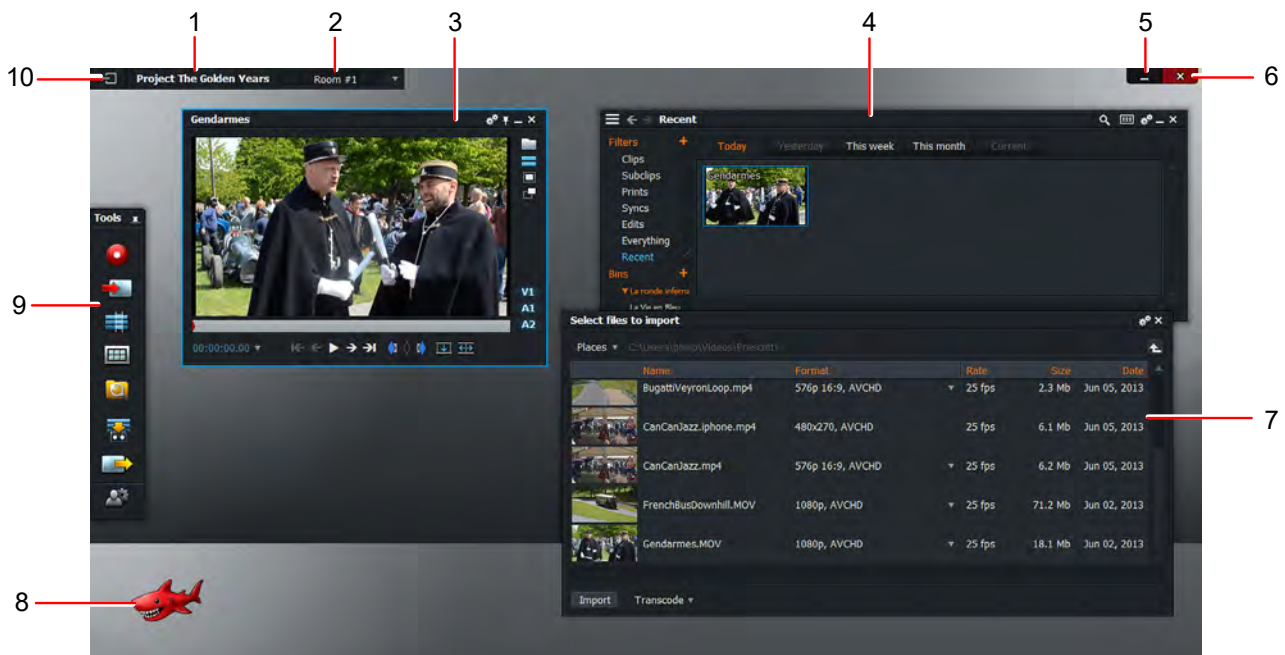 1
2
3
4
5
10
Project The Golden Years
Room #1
6
Gendarmes
Recent
Filters +
Today
Yesterday
This week
This month
Current
Clips
Subclips
Prints
Syncs
Edits
Everything
Recent
Gendarmes
Bins +
La ronde inferno
La Vie en Bleu
Tools
9
V1
A1
A2
00:00:00.00
Select files to import
Places
Name Format Rate Size Date
BugattiVeyronLoop.mp4 576p 16:9, AVCHD 25 fps 2.3 Mb Jun 05, 2013
CanCanJazz.iphone.mp4 480x270, AVCHD 25 fps 6.1 Mb Jun 05, 2013
7
CanCanJazz.mp4 576p 16:9, AVCHD 25 fps 6.2 Mb Jun 05, 2013
FrenchBusDownhill.MOV 1080p, AVCHD 25 fps 71.2 Mb Jun 02, 2013
Gendarmes.MOV 1080p, AVCHD 25 fps 18.1 Mb Jun 02, 2013
8
Import Transcode